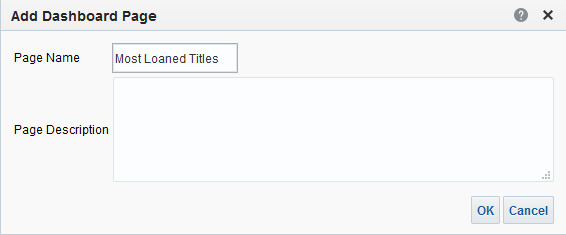 Add Dashboard Page
Page Name
Most Loaned Titles
Page Description
OK
Cancel